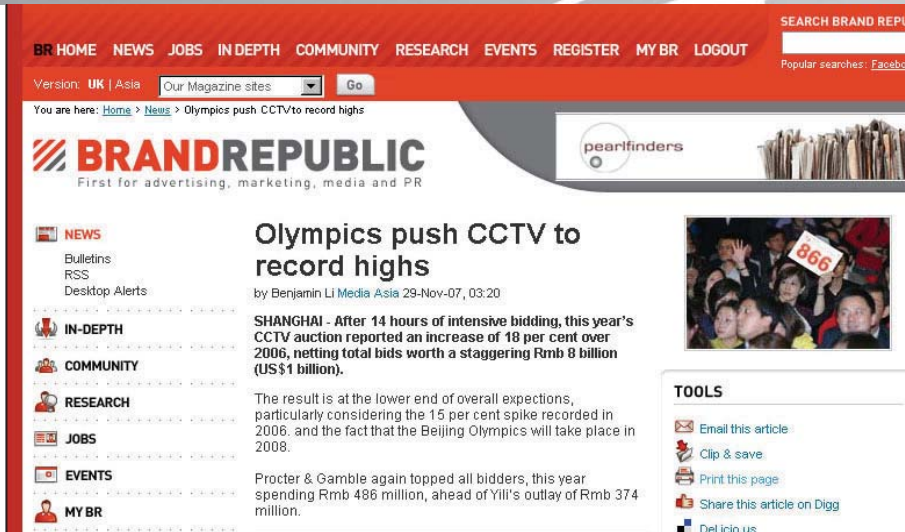 SEARCH BRAND REPU
BR HOME NEWS JOBS IN DEPTH COMMUNITY RESEARCH EVENTS REGISTER MY BR LOGOUT
Popular searches: Facebo
Version: UK | Asia Our Magazine sites Go
You are here: Home > News > Olympics push CCTV to record highs
pearlfinders
BRANDREPUBLIC
First for advertising, marketing, media and PR
NEWS
Bulletins
RSS
Desktop Alerts
IN-DEPTH
COMMUNITY
RESEARCH
JOBS
EVENTS
MY BR
Olympics push CCTV to
record highs
by Benjamin Li Media Asia 29-Nov-07, 03:20
SHANGHAI - After 14 hours of intensive bidding, this year's
CCTV auction reported an increase of 18 per cent over
2006, netting total bids worth a staggering Rmb 8 billion
(US$1 billion).
The result is at the lower end of overall expections,
particularly considering the 15 per cent spike recorded in
2006. and the fact that the Beijing Olympics will take place in
2008.
Procter & Gamble again topped all bidders, this year
spending Rmb 486 million, ahead of Yili's outlay of Rmb 374
million.
866
TOOLS
Email this article
Clip & save
Print this page
Share this article on Digg
Del.icio.us